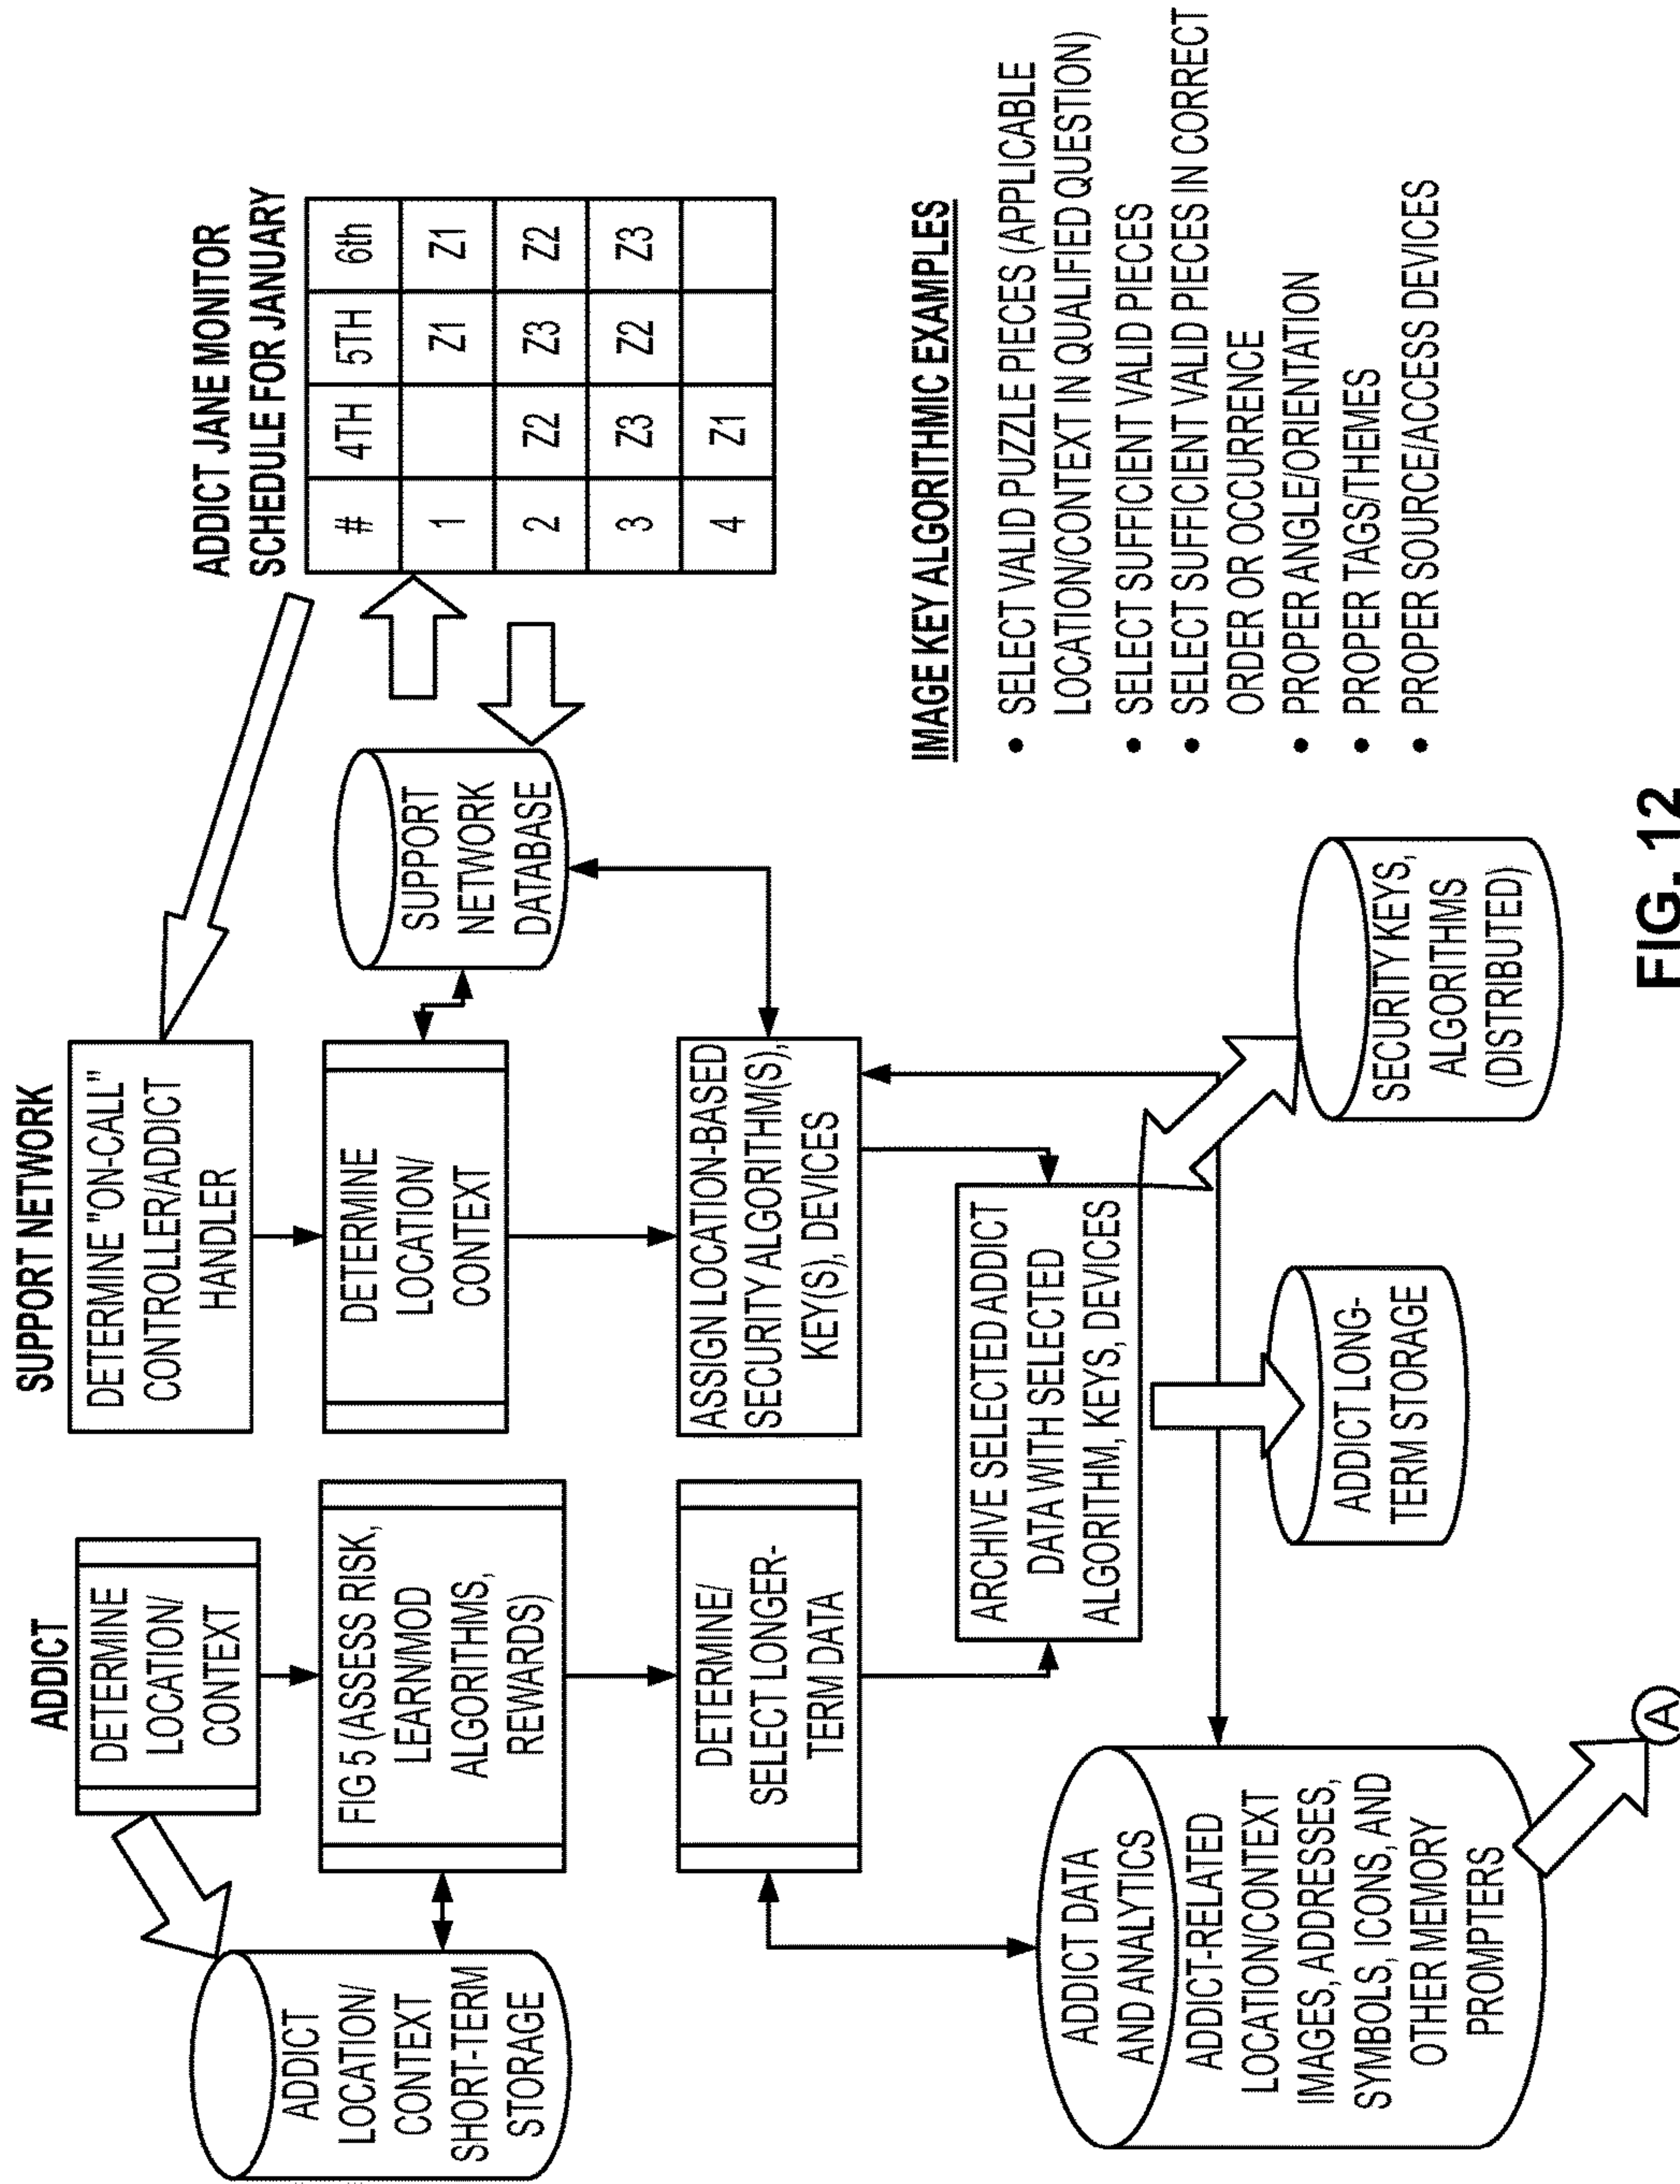 ADDICT
DETERMINE
LOCATION/
CONTEXT
ADDICT
LOCATION/
CONTEXT
SHORT-TERM
STORAGE
FIG 5 (ASSESS RISK,
LEARN/MOD
ALGORITHMS,
REWARDS)
DETERMINE/
SELECT LONGER-
TERM DATA
ADDICT DATA
AND ANALYTICS
ADDICT-RELATED
LOCATION/CONTEXT
IMAGES, ADDRESSES,
SYMBOLS, ICONS, AND
OTHER MEMORY
PROMPTERS
A
SUPPORT NETWORK
DETERMINE "ON-CALL"
CONTROLLER/ADDICT
HANDLER
DETERMINE
LOCATION/
CONTEXT
SUPPORT
NETWORK
DATABASE
ASSIGN LOCATION-BASED
SECURITY ALGORITHM(S),
KEY(S), DEVICES
ARCHIVE SELECTED ADDICT
DATA WITH SELECTED
ALGORITHM, KEYS, DEVICES
ADDICT LONG-
TERM STORAGE
SECURITY KEYS,
ALGORITHMS
(DISTRIBUTED)
ADDICT JANE MONITOR
SCHEDULE FOR JANUARY
# 4TH 5TH 6th
1 Z1 Z1
2 Z2 Z3 Z2
3 Z3 Z2 Z3
4 Z1
IMAGE KEY ALGORITHMIC EXAMPLES
• SELECT VALID PUZZLE PIECES (APPLICABLE
LOCATION/CONTEXT IN QUALIFIED QUESTION)
• SELECT SUFFICIENT VALID PIECES
• SELECT SUFFICIENT VALID PIECES IN CORRECT
ORDER OR OCCURRENCE
• PROPER ANGLE/ORIENTATION
• PROPER TAGS/THEMES
• PROPER SOURCE/ACCESS DEVICES
FIG. 12